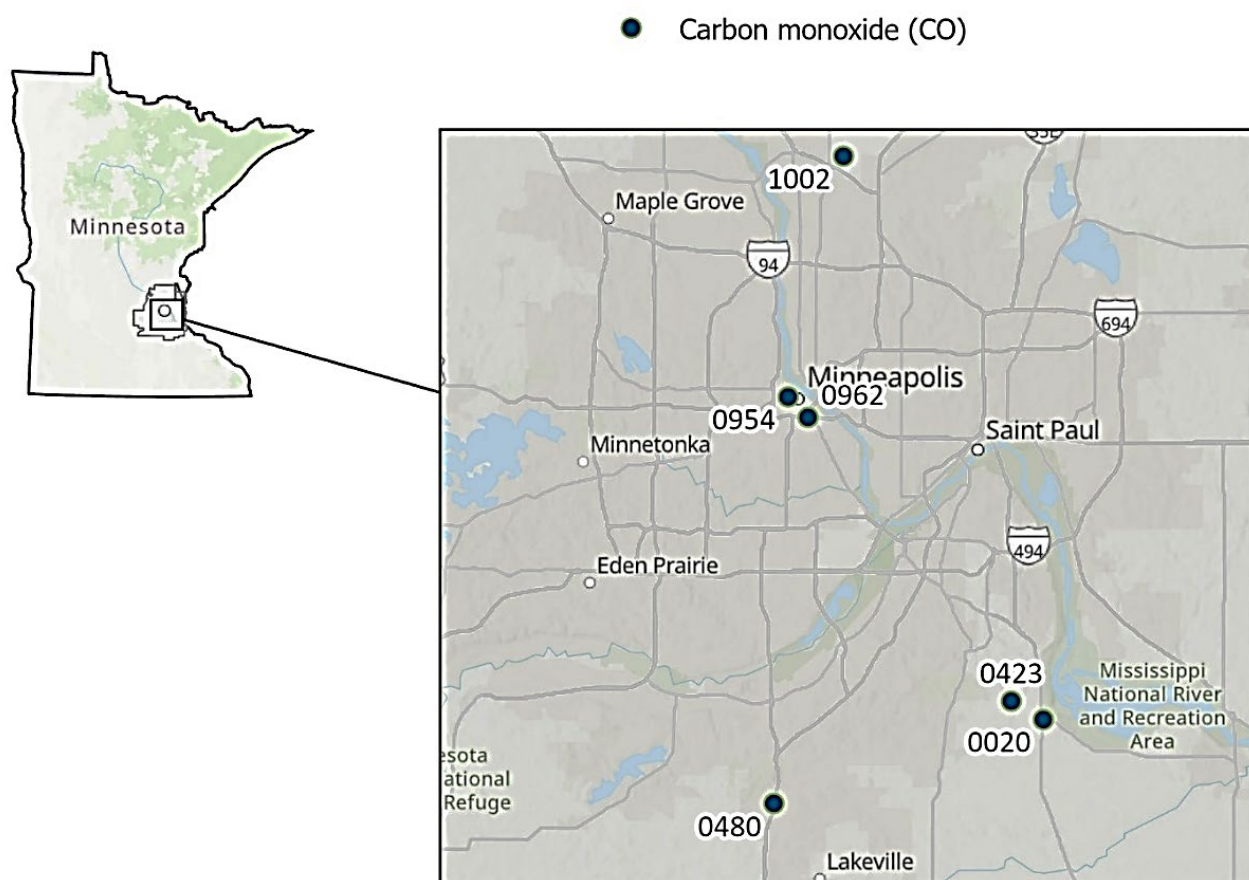 Carbon monoxide (CO)
Minnesota
1002
Maple Grove
94
694
Minneapolis
0962
0954
Saint Paul
Minnetonka
494
Eden Prairie
0423
Mississippi
National River
and Recreation
Area
0020
esota
ational
Refuge
0480
Lakeville